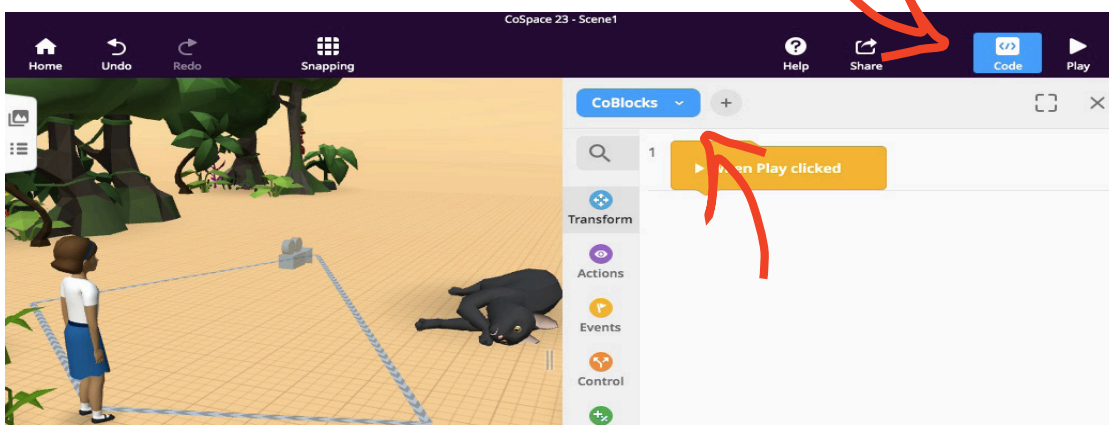 CoSpace 23 - Scene1
Home Undo Redo Snapping Help Share Code Play
CoBlocks
1
When Play clicked
Transform
Actions
Events
Control